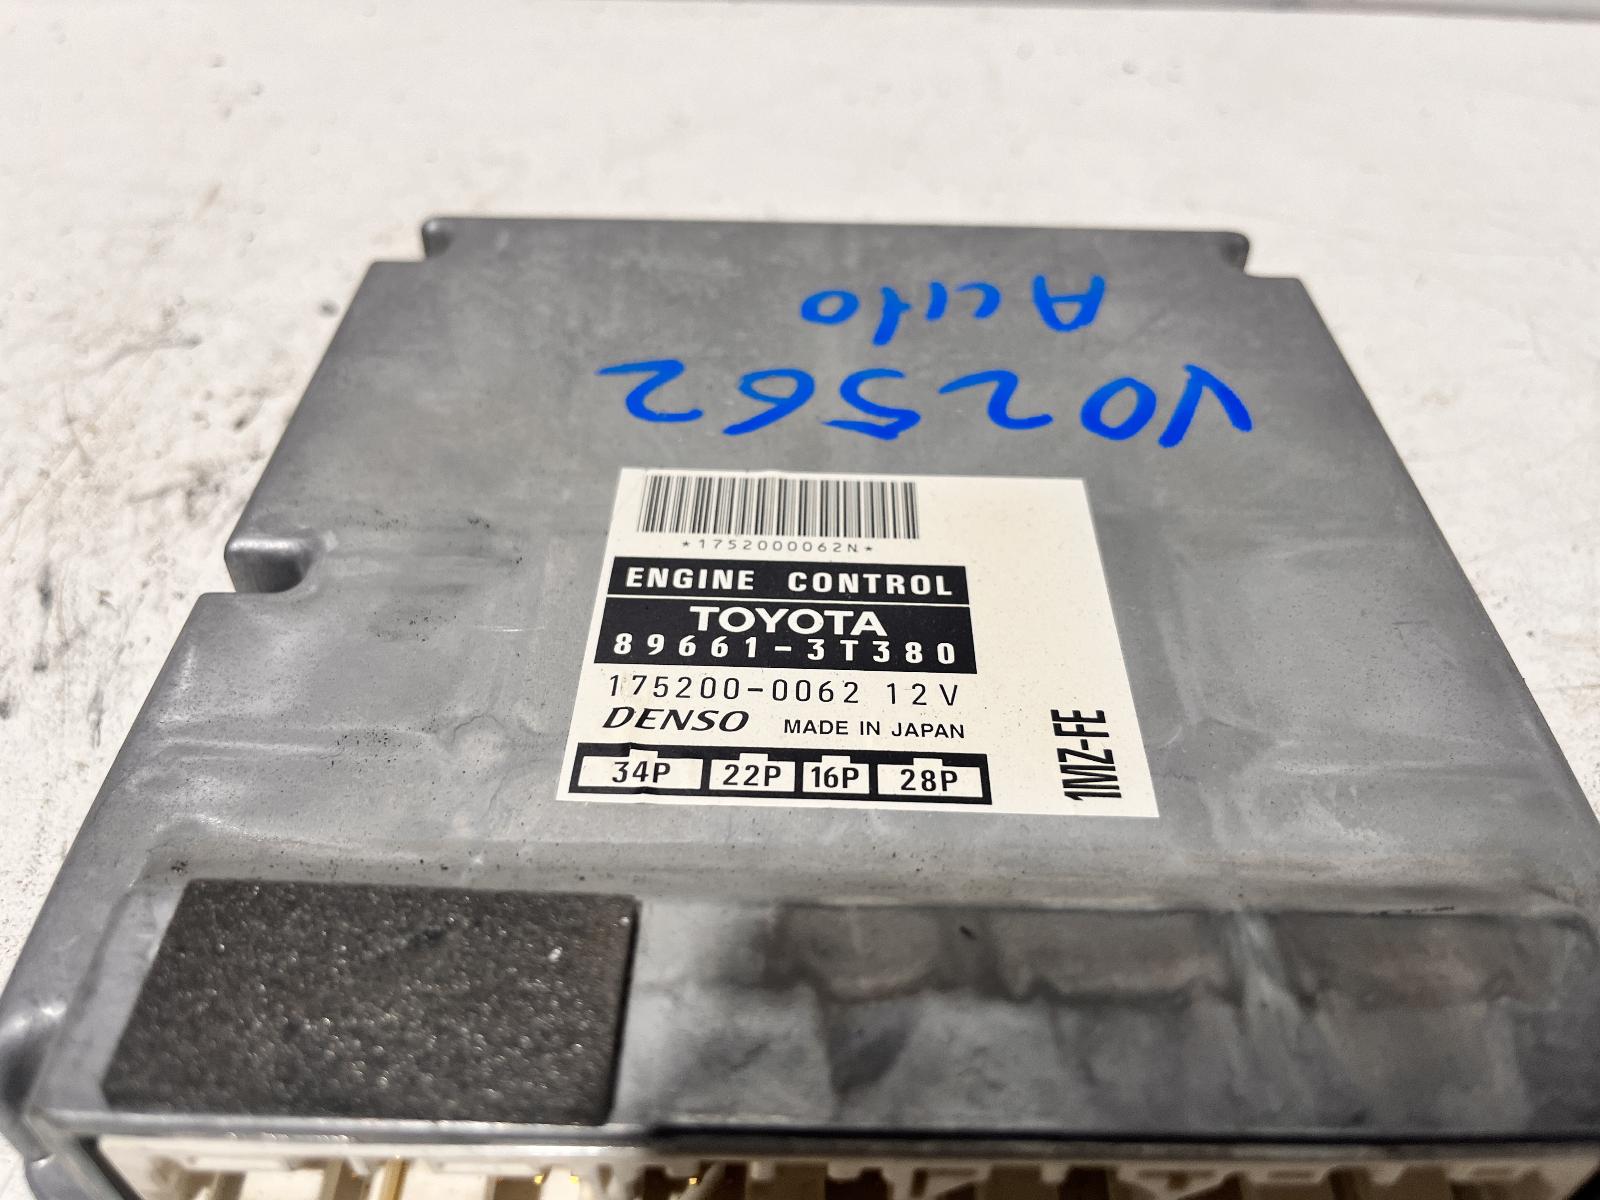 Auto
V02562
*1752000062N*
ENGINE CONTROL
TOYOTA
89661-3T380
175200-0062 12V
DENSO MADE IN JAPAN
34P 22P 16P 28P
1MZ-FE